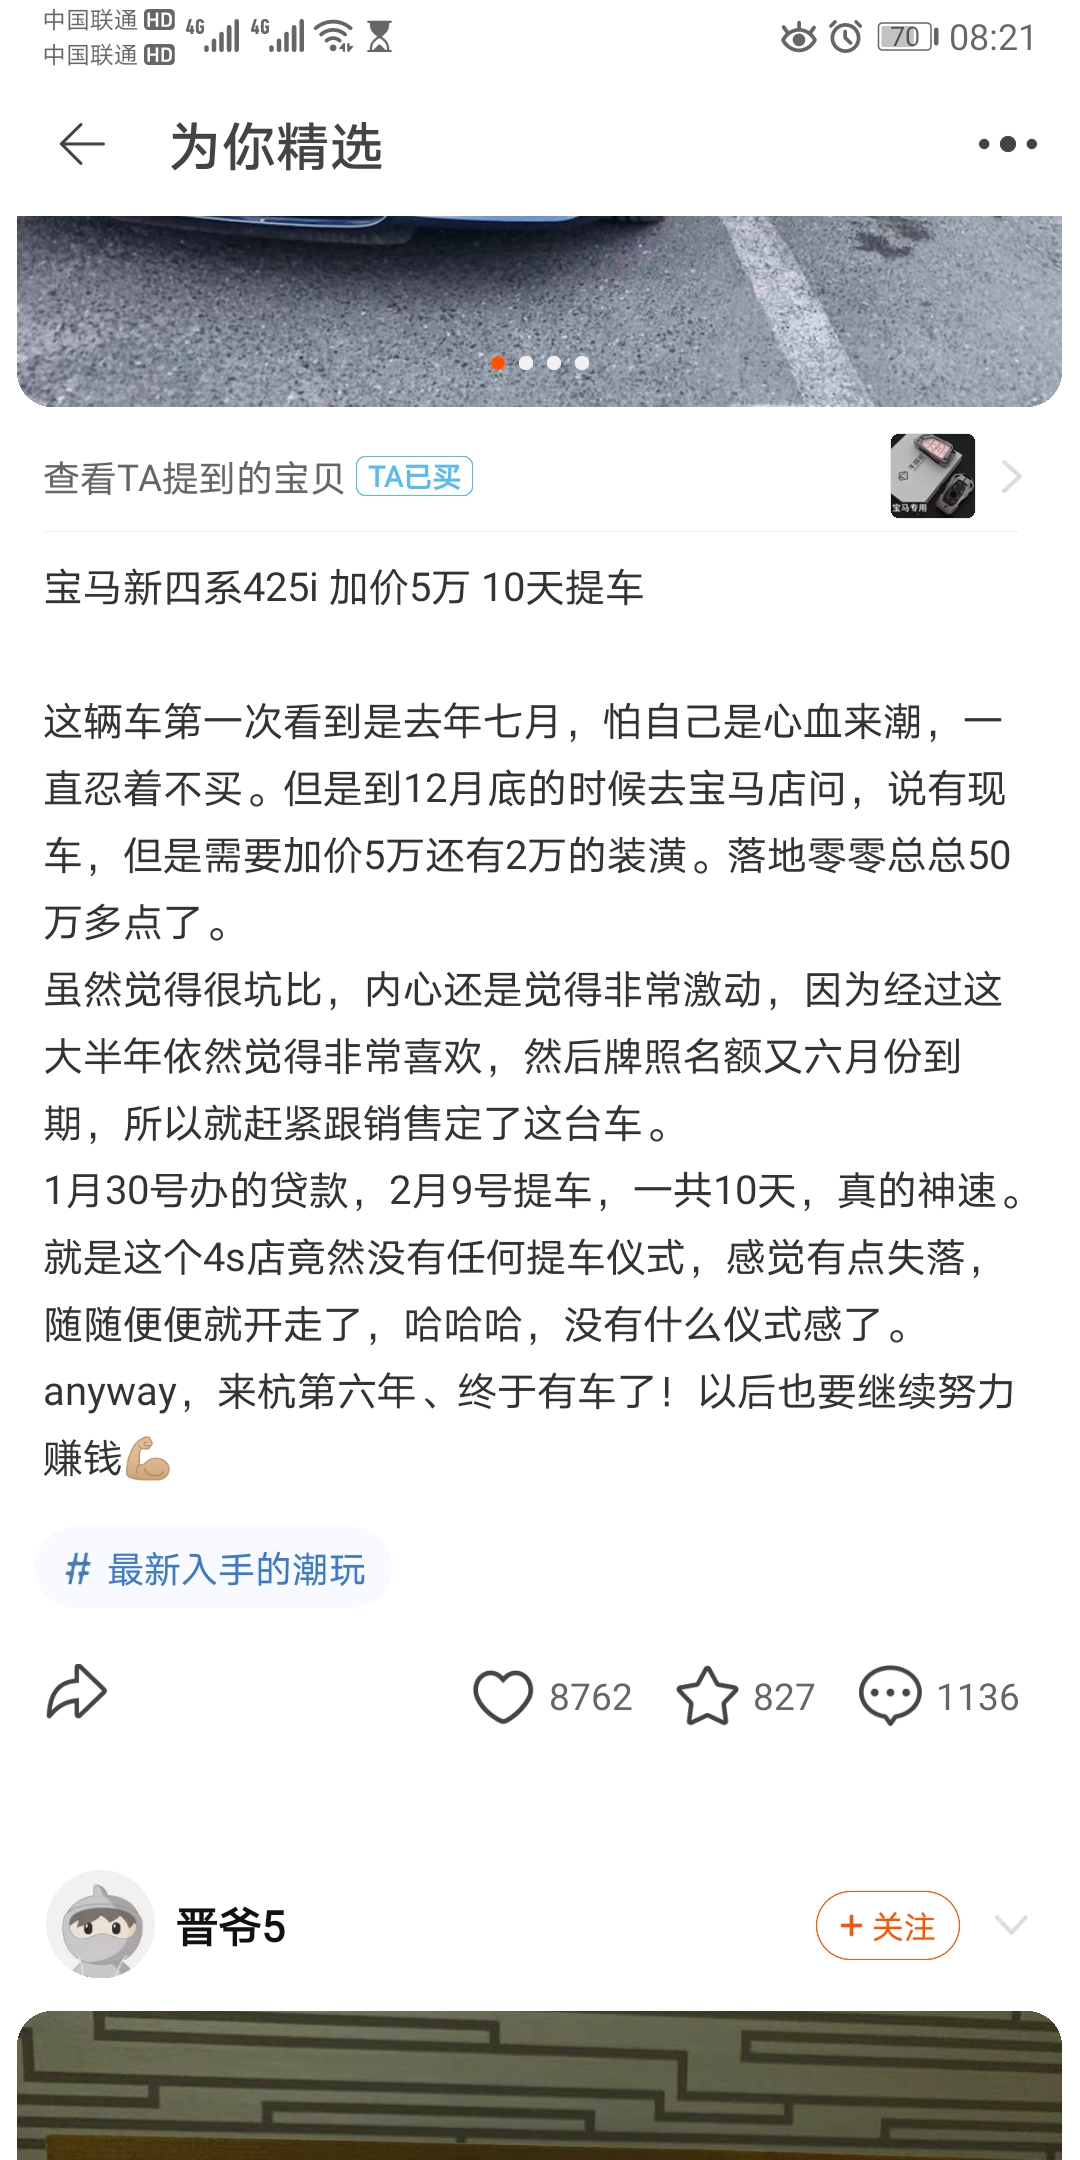 中国联通 HD 4G 4G 70 08:21
中国联通 HD
为你精选
查看TA提到的宝贝 TA已买
宝马专用
宝马新四系425i 加价5万 10天提车
这辆车第一次看到是去年七月，怕自己是心血来潮，一
直忍着不买。但是到12月底的时候去宝马店问，说有现
车，但是需要加价5万还有2万的装潢。落地零零总总50
万多点了。
虽然觉得很坑比，内心还是觉得非常激动，因为经过这
大半年依然觉得非常喜欢，然后牌照名额又六月份到
期，所以就赶紧跟销售定了这台车。
1月30号办的贷款，2月9号提车，一共10天，真的神速。
就是这个4s店竟然没有任何提车仪式，感觉有点失落，
随随便便就开走了，哈哈哈，没有什么仪式感了。
anyway，来杭第六年、终于有车了！以后也要继续努力
赚钱💪🏼
# 最新入手的潮玩
8762 827 1136
晋爷5 + 关注